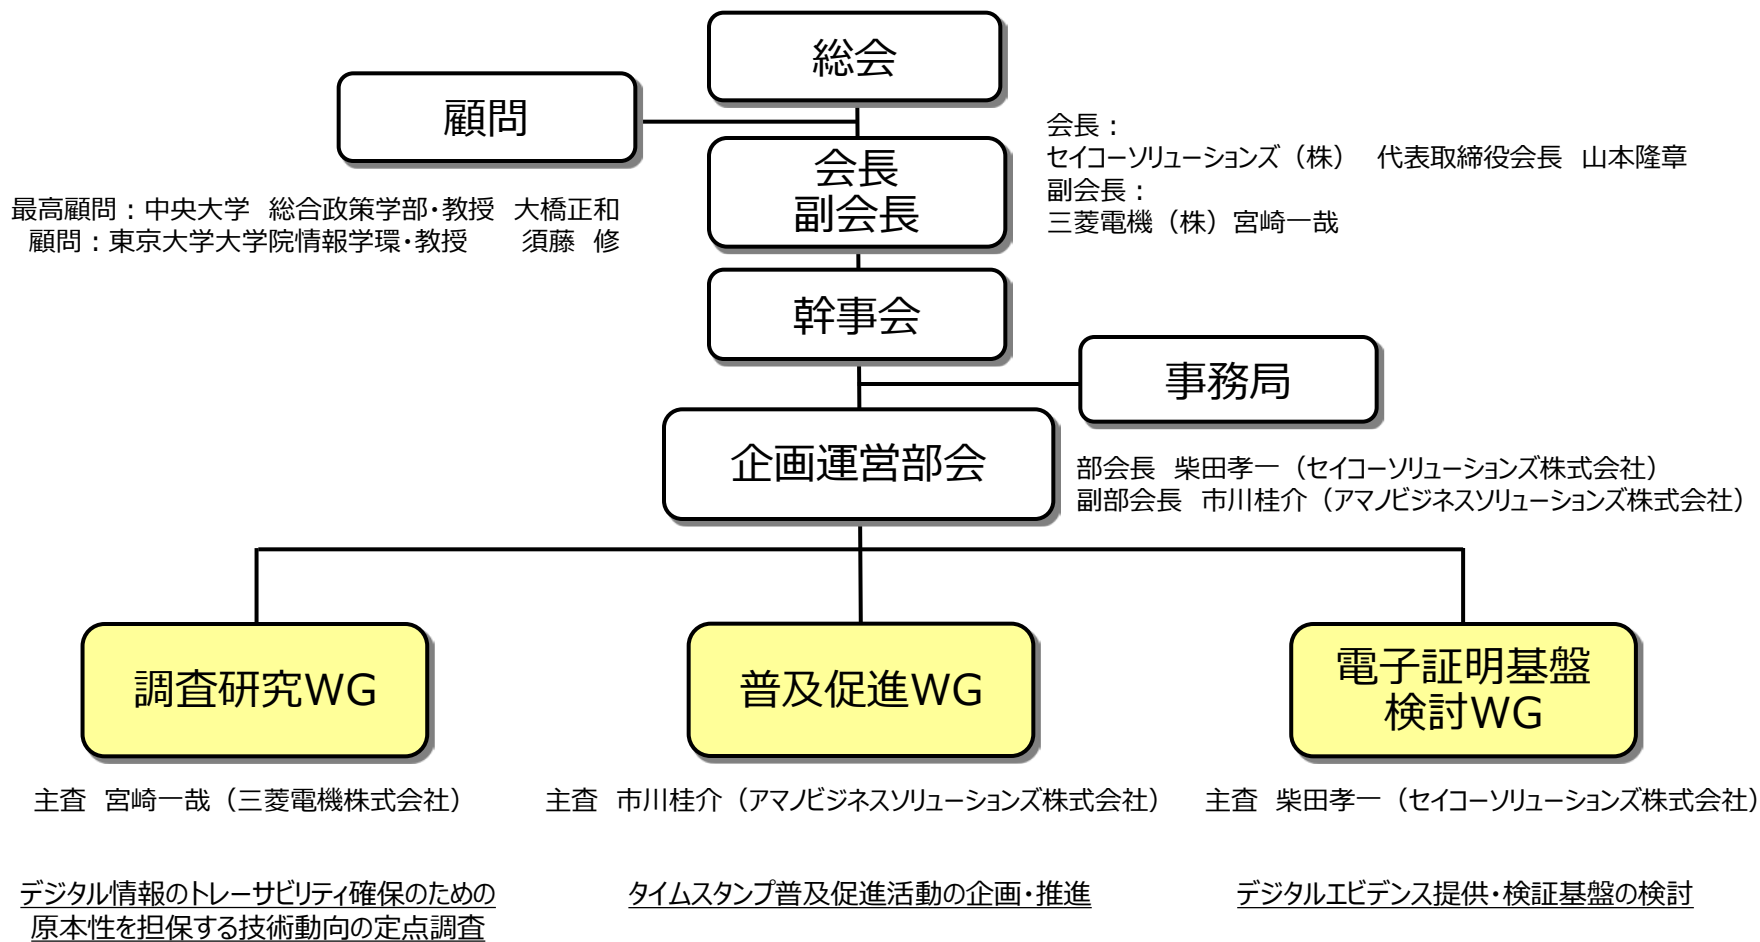 総会
顧問
会長
副会長
会長：
セイコーソリューションズ（株）　代表取締役会長　山本隆章
副会長：
三菱電機（株）宮崎一哉
最高顧問：中央大学　総合政策学部・教授　大橋正和
顧問：東京大学大学院情報学環・教授　　須藤　修
幹事会
事務局
企画運営部会
部会長　柴田孝一（セイコーソリューションズ株式会社）
副部会長　市川桂介（アマノビジネスソリューションズ株式会社）
調査研究WG
普及促進WG
電子証明基盤
検討WG
主査　宮崎一哉（三菱電機株式会社）
主査　市川桂介（アマノビジネスソリューションズ株式会社）
主査　柴田孝一（セイコーソリューションズ株式会社）
デジタル情報のトレーサビリティ確保のための
原本性を担保する技術動向の定点調査
タイムスタンプ普及促進活動の企画・推進
デジタルエビデンス提供・検証基盤の検討